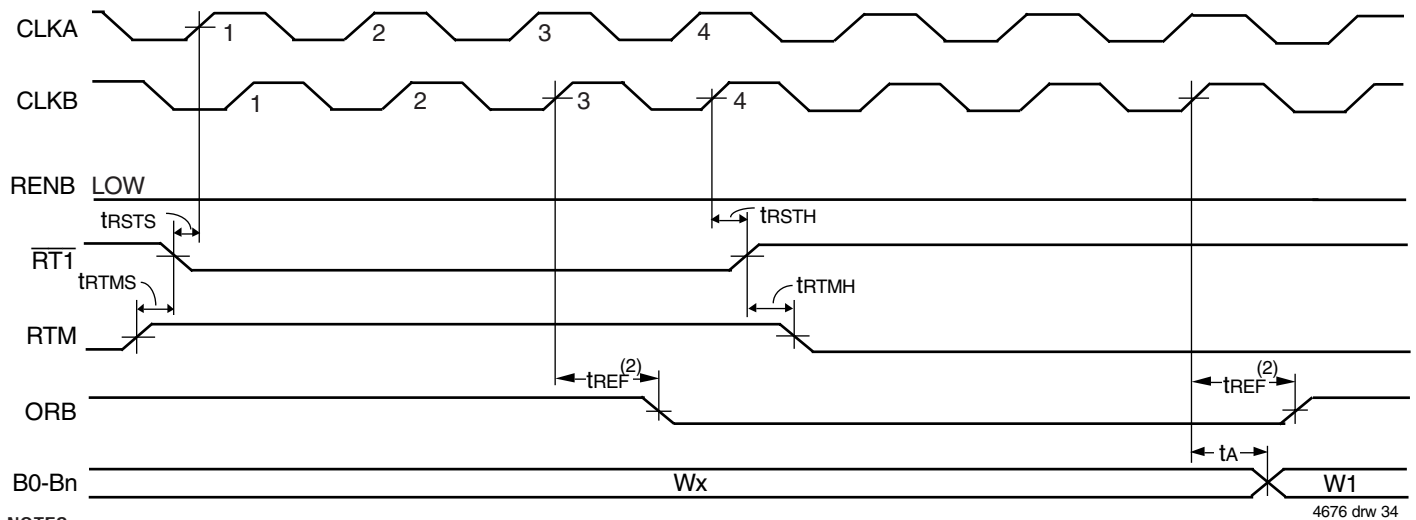 CLKA 1 2 3 4
CLKB 1 2 3 4
RENB LOW
tRSTS tRSTH
RT1
tRTMS tRTMH
RTM
tREF(2) tREF(2)
ORB
tA
B0-Bn Wx W1
4676 drw 34